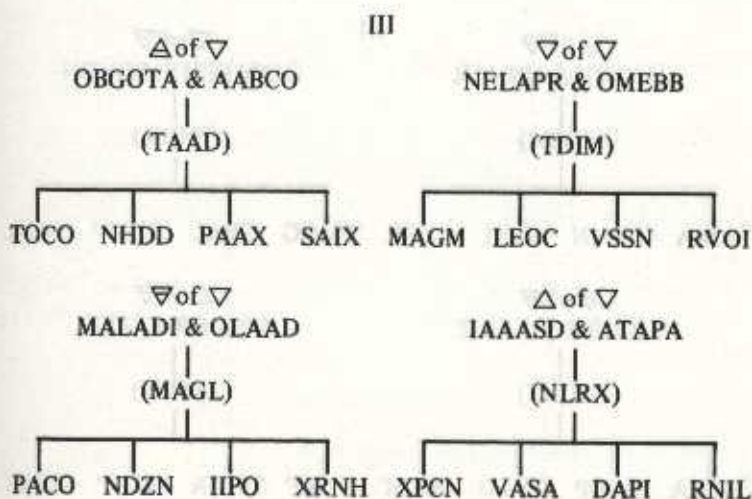 III
🜁 of ▽
OBGOTA & AABCO
(TAAD)
TOCO NHDD PAAX SAIX
▽ of ▽
NELAPR & OMEBB
(TDIM)
MAGM LEOC VSSN RVOI
🜃 of ▽
MALADI & OLAAD
(MAGL)
PACO NDZN IIPO XRNH
△ of ▽
IAAASD & ATAPA
(NLRX)
XPCN VASA DAPI RNIL